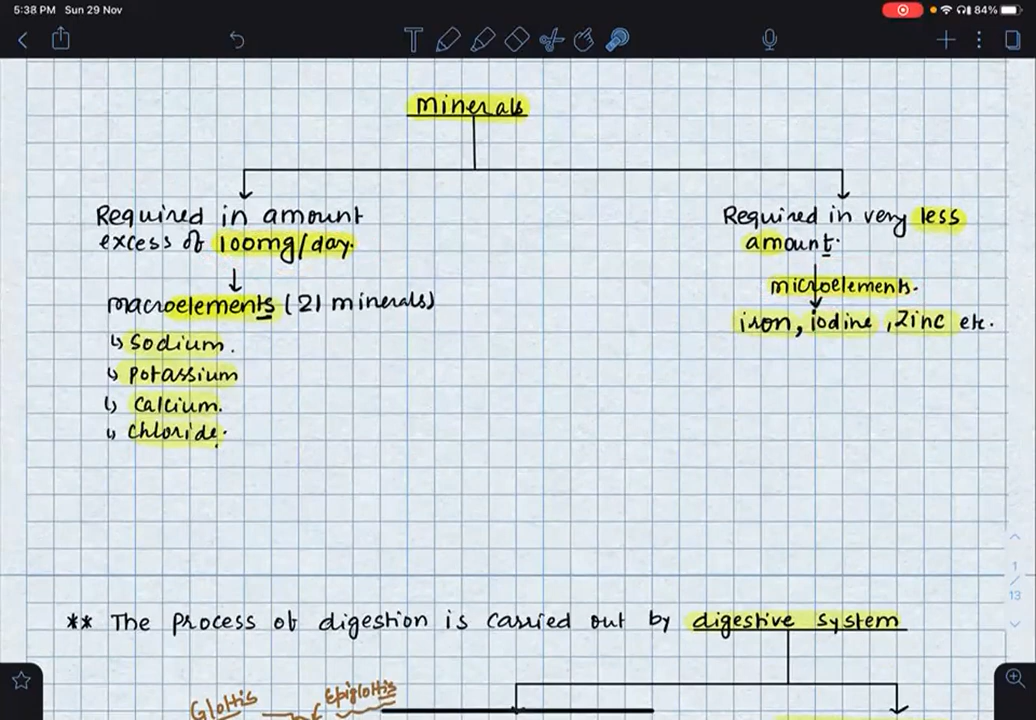 5:38 PM Sun 29 Nov
84%
Minerals
Required in amount
excess of 100mg/day.
macroelements (21 minerals)
↳ Sodium.
↳ Potassium
↳ Calcium.
↳ Chloride.
Required in very less
amount.
microelements.
iron, iodine, Zinc etc.
1
/
13
** The process of digestion is carried out by digestive system
Glottis
Epiglottis